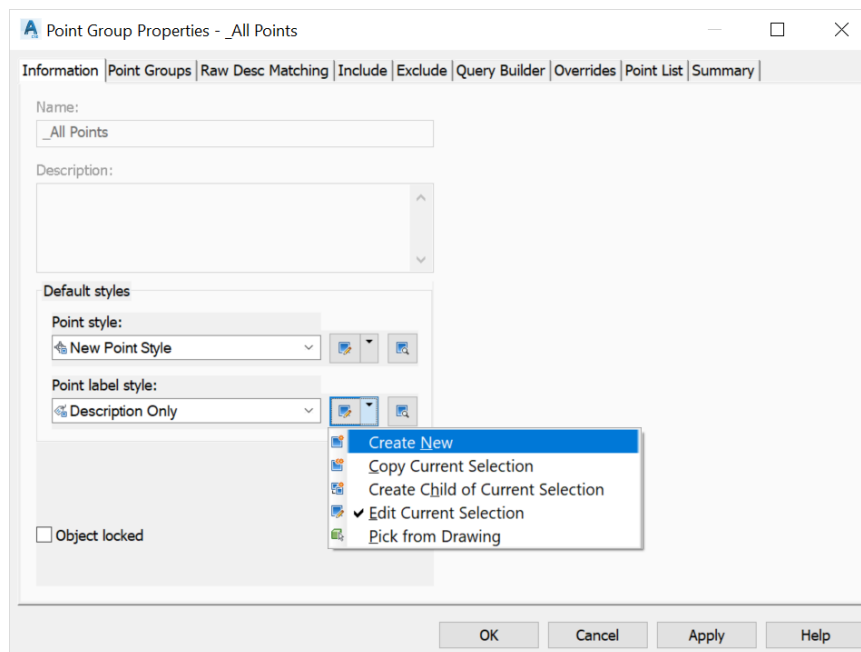 Point Group Properties - _All Points
Information Point Groups Raw Desc Matching Include Exclude Query Builder Overrides Point List Summary
Name:
_All Points
Description:
Default styles
Point style:
New Point Style
Point label style:
Description Only
Create New
Copy Current Selection
Create Child of Current Selection
Edit Current Selection
Pick from Drawing
Object locked
OK Cancel Apply Help